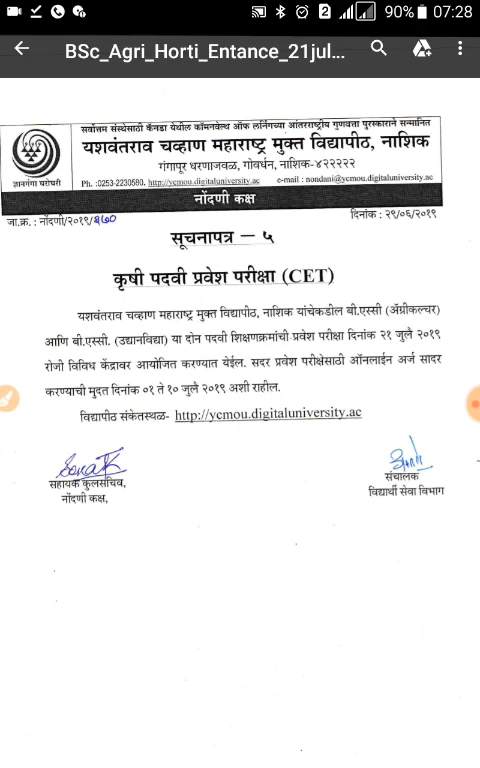 90% 07:28
BSc_Agri_Horti_Entance_21jul...
सर्वोत्तम संस्थेसाठी कॅनडा येथील कॉमनवेल्थ ऑफ लर्निंगच्या आंतरराष्ट्रीय गुणवत्ता पुरस्काराने सन्मानित
यशवंतराव चव्हाण महाराष्ट्र मुक्त विद्यापीठ, नाशिक
गंगापूर धरणाजवळ, गोवर्धन, नाशिक-४२२२२२
ज्ञानगंगा घरोघरी
Ph. :0253-2230580. http://ycmou.digitaluniversity.ac e-mail : nondani@ycmou.digitaluniversity.ac
नोंदणी कक्ष
जा.क्र. : नोंदणी/२०१९/ दिनांक : २९/०६/२०१९
सूचनापत्र – ५
कृषी पदवी प्रवेश परीक्षा (CET)
यशवंतराव चव्हाण महाराष्ट्र मुक्त विद्यापीठ, नाशिक यांचेकडील बी.एस्सी (ॲग्रीकल्चर)
आणि बी.एस्सी. (उद्यानविद्या) या दोन पदवी शिक्षणक्रमांची प्रवेश परीक्षा दिनांक २१ जुलै २०१९
रोजी विविध केंद्रावर आयोजित करण्यात येईल. सदर प्रवेश परीक्षेसाठी ऑनलाईन अर्ज सादर
करण्याची मुदत दिनांक ०१ ते १० जुलै २०१९ अशी राहील.
विद्यापीठ संकेतस्थळ- http://ycmou.digitaluniversity.ac
सहायक कुलसचिव,
नोंदणी कक्ष,
संचालक
विद्यार्थी सेवा विभाग